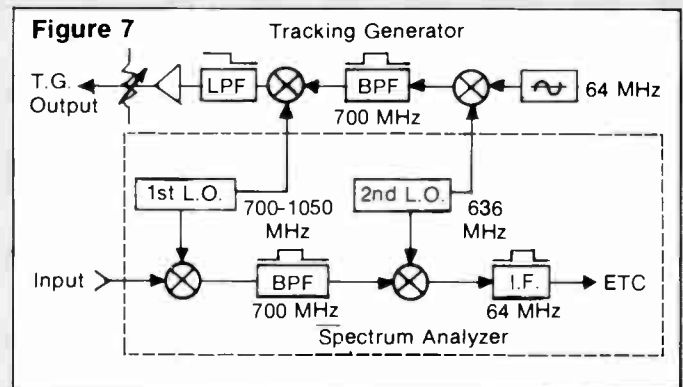 Figure 7
Tracking Generator
T.G.
Output
LPF
BPF
700 MHz
64 MHz
1st L.O.
700-1050
MHz
2nd L.O.
636
MHz
Input
BPF
700 MHz
I.F.
64 MHz
ETC
Spectrum Analyzer